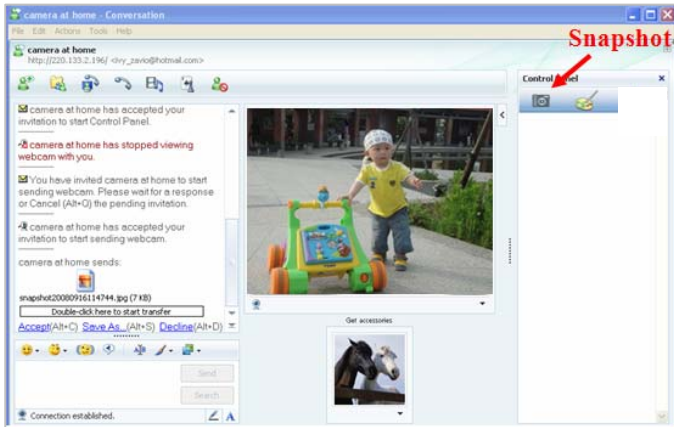 camera at home - Conversation
File Edit Actions Tools Help
Snapshot
camera at home
http://220.133.2.196/ <ivy_zavio@hotmail.com>
Control Panel
camera at home has accepted your
invitation to start Control Panel.
camera at home has stopped viewing
webcam with you.
You have invited camera at home to start
sending webcam. Please wait for a response
or Cancel (Alt+Q) the pending invitation.
camera at home has accepted your
invitation to start sending webcam.
camera at home sends:
snapshot20080916114744.jpg (7 KB)
Double-click here to start transfer
Accept(Alt+C) Save As...(Alt+S) Decline(Alt+D)
Get accessories
Send
Search
Connection established.
A